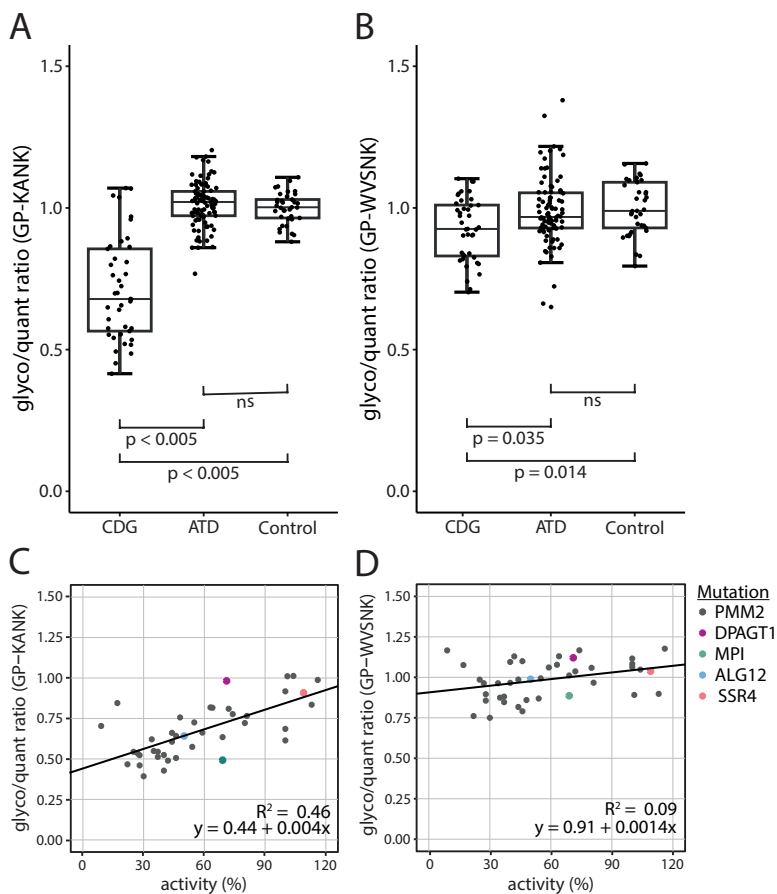 A
glyco/quant ratio (GP-KANK)
1.5
1.0
0.5
0.0
ns
p < 0.005
p < 0.005
CDG ATD Control
B
glyco/quant ratio (GP-WVSNK)
1.5
1.0
0.5
0.0
ns
p = 0.035
p = 0.014
CDG ATD Control
C
glyco/quant ratio (GP−KANK)
1.50
1.25
1.00
0.75
0.50
0.25
0.00
R² = 0.46
y = 0.44 + 0.004x
0 30 60 90 120
activity (%)
D
glyco/quant ratio (GP−WVSNK)
1.50
1.25
1.00
0.75
0.50
0.25
0.00
R² = 0.09
y = 0.91 + 0.0014x
0 30 60 90 120
activity (%)
Mutation
PMM2
DPAGT1
MPI
ALG12
SSR4